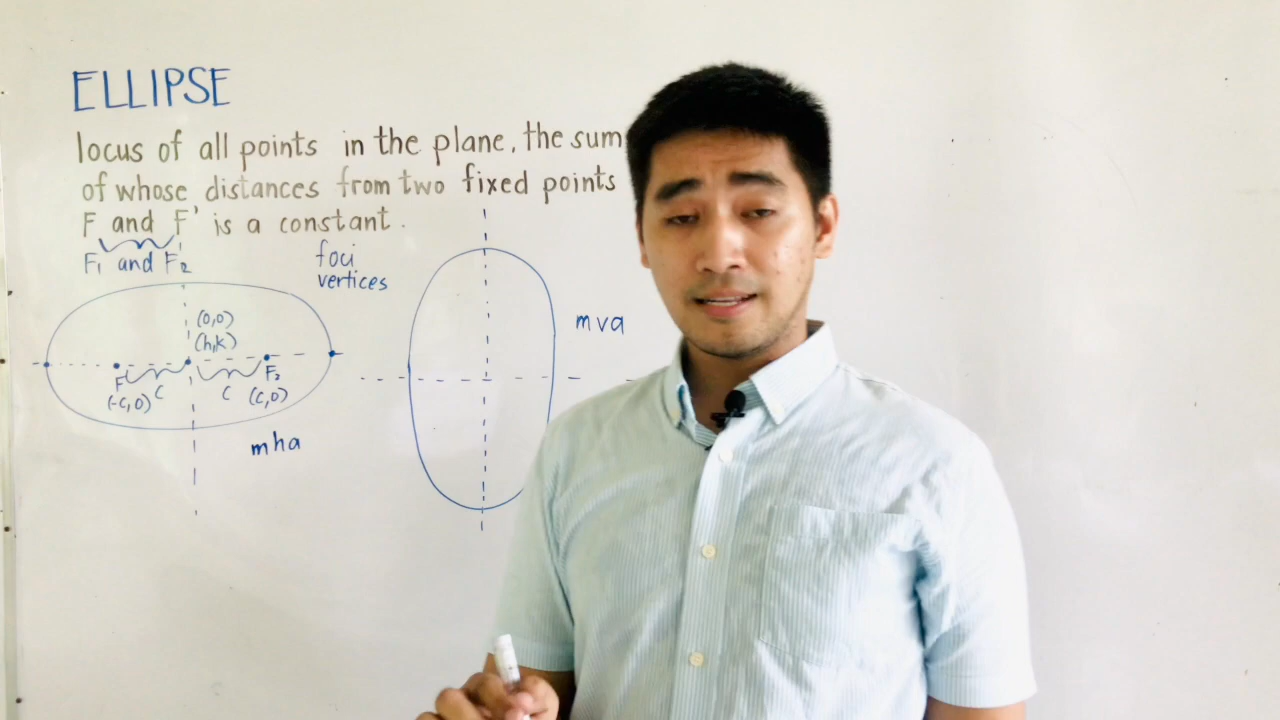 ELLIPSE
locus of all points in the plane, the sum
of whose distances from two fixed points
F and F' is a constant.
F₁ and F₂
foci
vertices
(0,0)
(h,k)
F F₂
(-c,0) c c (c,0)
mha
mva